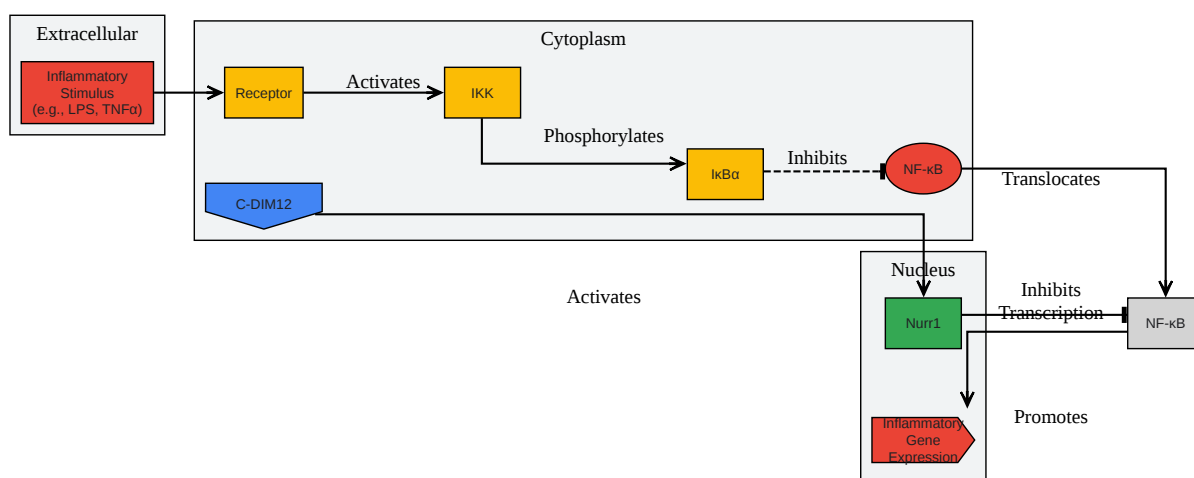 Extracellular
Inflammatory
Stimulus
(e.g., LPS, TNFα)
Cytoplasm
Receptor
Activates
IKK
Phosphorylates
IκBα
Inhibits
NF-κB
Translocates
C-DIM12
Activates
Nucleus
Nurr1
Inhibits
Transcription
NF-κB
Inflammatory
Gene
Expression
Promotes